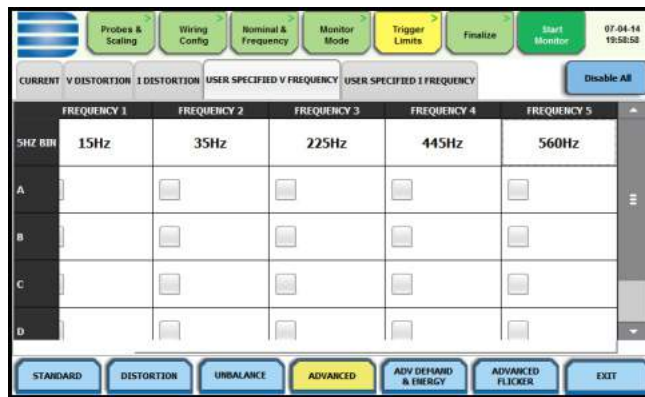 Probes & Scaling
Wiring Config
Nominal & Frequency
Monitor Mode
Trigger Limits
Finalize
Start Monitor
07-04-14
19:58:58
CURRENT V DISTORTION I DISTORTION USER SPECIFIED V FREQUENCY USER SPECIFIED I FREQUENCY Disable All
FREQUENCY 1 FREQUENCY 2 FREQUENCY 3 FREQUENCY 4 FREQUENCY 5
5HZ BIN 15Hz 35Hz 225Hz 445Hz 560Hz
A
B
C
D
STANDARD DISTORTION UNBALANCE ADVANCED ADV DEMAND & ENERGY ADVANCED FLICKER EXIT